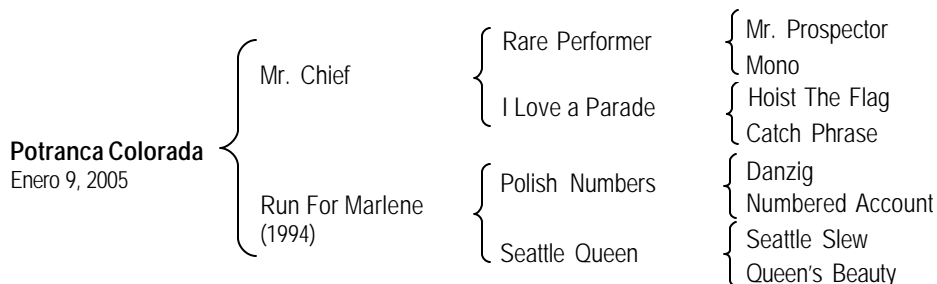 Rare Performer
Mr. Prospector
Mono
Mr. Chief
I Love a Parade
Hoist The Flag
Catch Phrase
Potranca Colorada
Enero 9, 2005
Run For Marlene
(1994)
Polish Numbers
Danzig
Numbered Account
Seattle Queen
Seattle Slew
Queen's Beauty